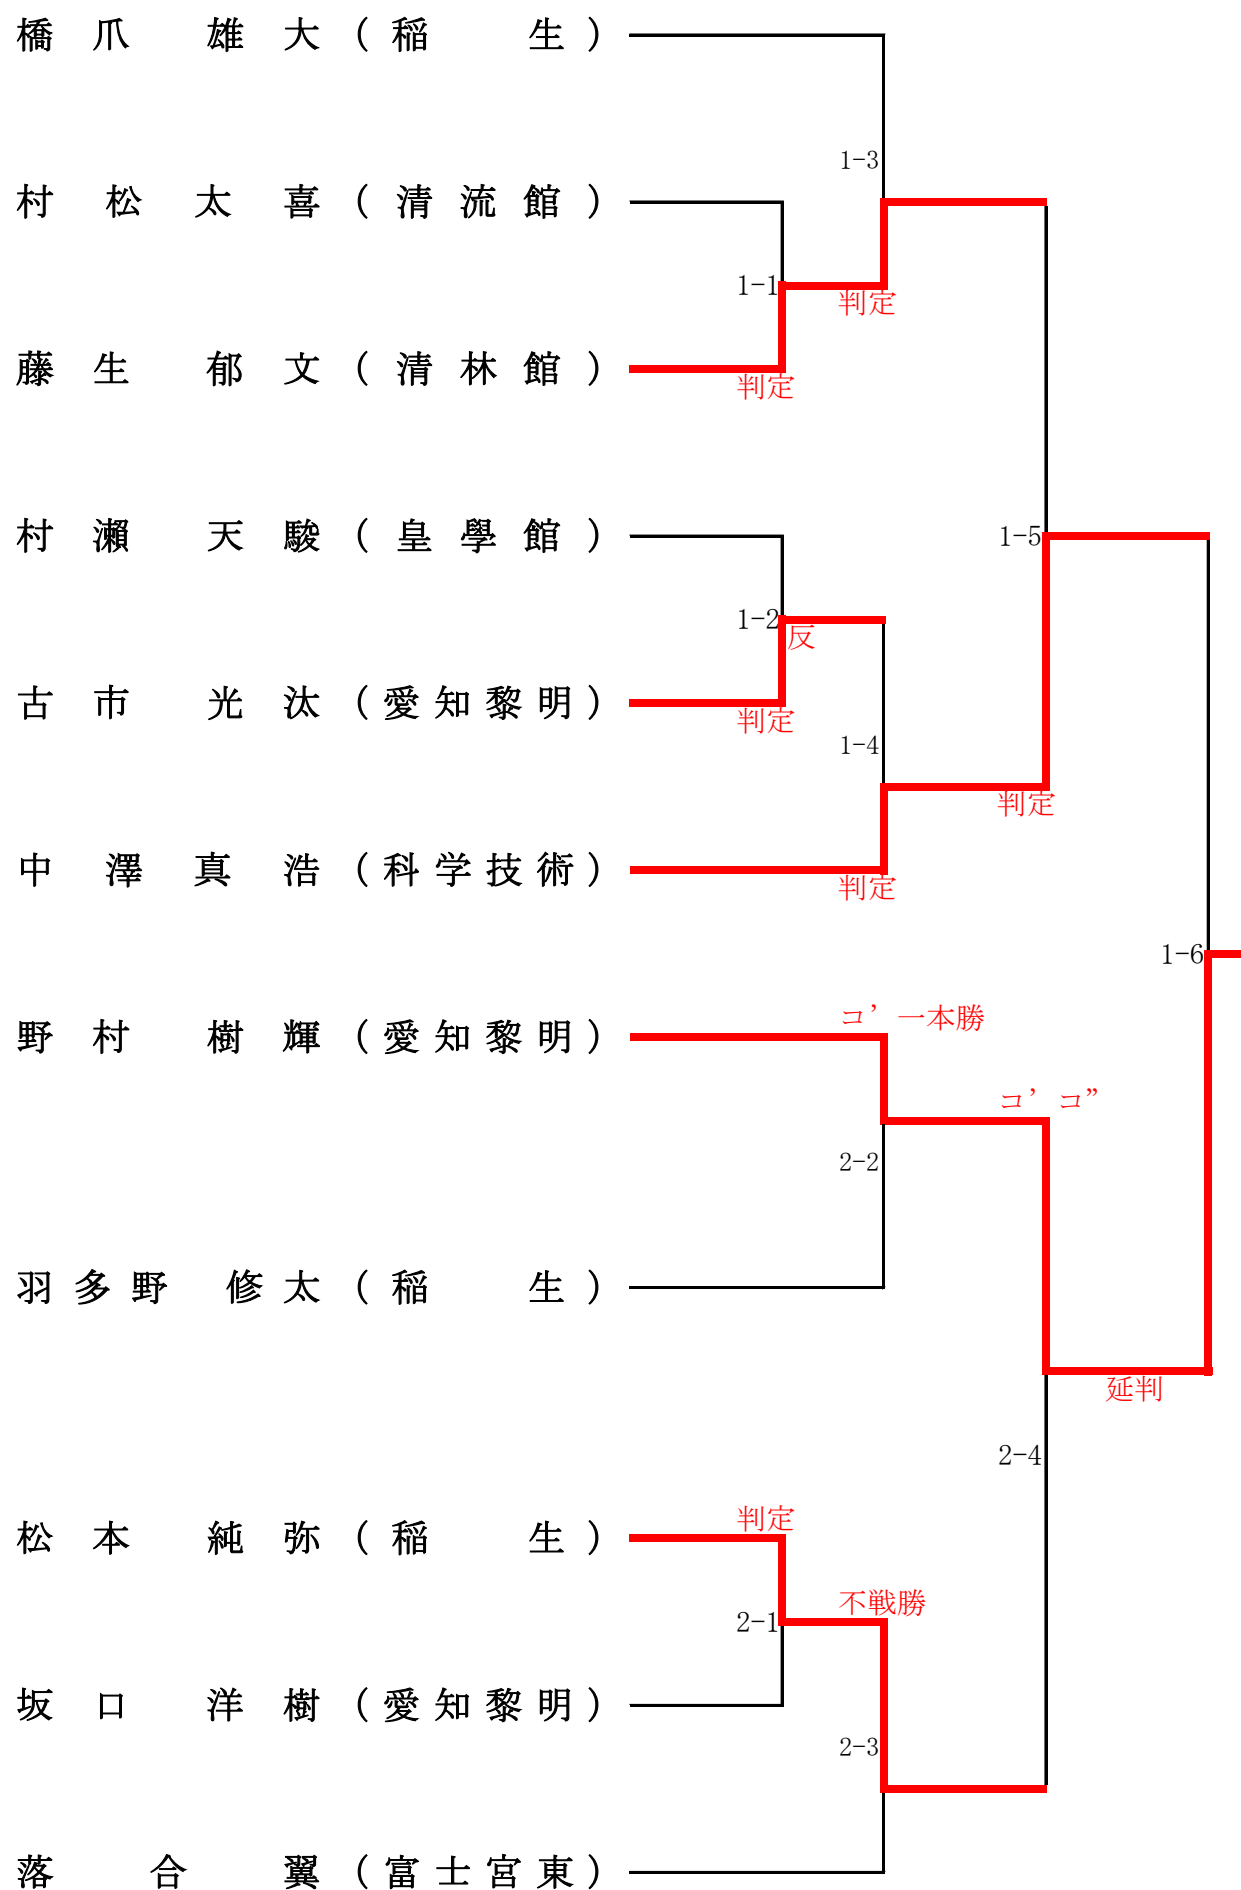 橋爪 雄大（稲 生）
1-3
村松太喜（清流館）
1-1
判定
藤生 郁文（清林館）
判定
村瀬 天駿（皇學館）
1-5
1-2
反
古市 光汰（愛知黎明）
判定
1-4
判定
中澤真浩（科学技術）
判定
1-6
コ’一本勝
野村 樹輝（愛知黎明）
コ’コ”
2-2
羽多野 修太（稲 生）
延判
2-4
判定
松本 純弥（稲 生）
不戦勝
2-1
坂口 洋樹（愛知黎明）
2-3
落合翼（富士宮東）